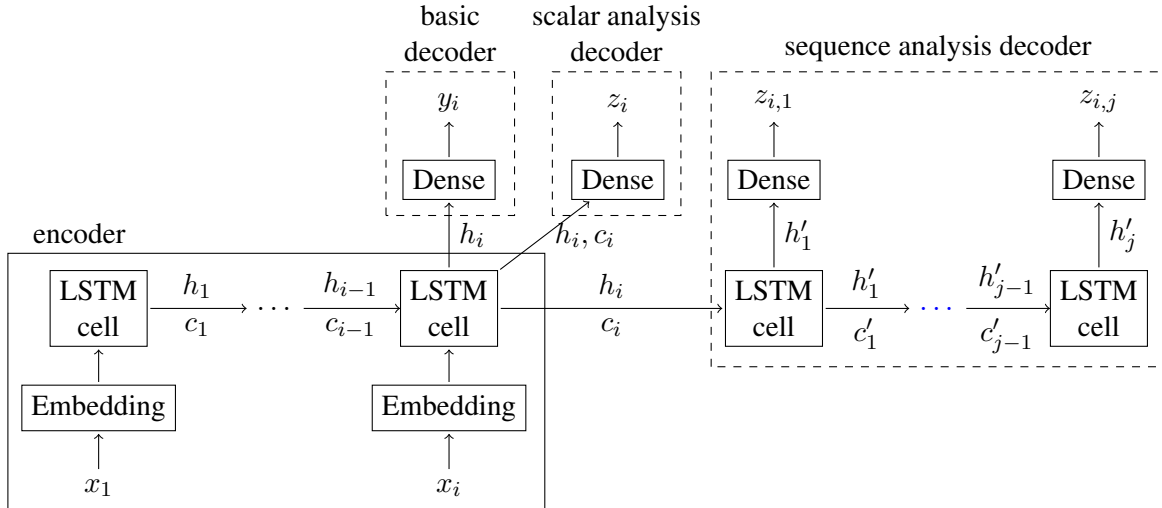 basic
decoder
scalar analysis
decoder
sequence analysis decoder
y_i
z_i
z_{i,1}
z_{i,j}
Dense
Dense
Dense
Dense
h_i
h_i, c_i
h'_1
h'_j
encoder
LSTM
cell
h_1
c_1
· · ·
h_{i−1}
c_{i−1}
LSTM
cell
h_i
c_i
LSTM
cell
h'_1
c'_1
· · ·
h'_{j−1}
c'_{j−1}
LSTM
cell
Embedding
Embedding
x_1
x_i